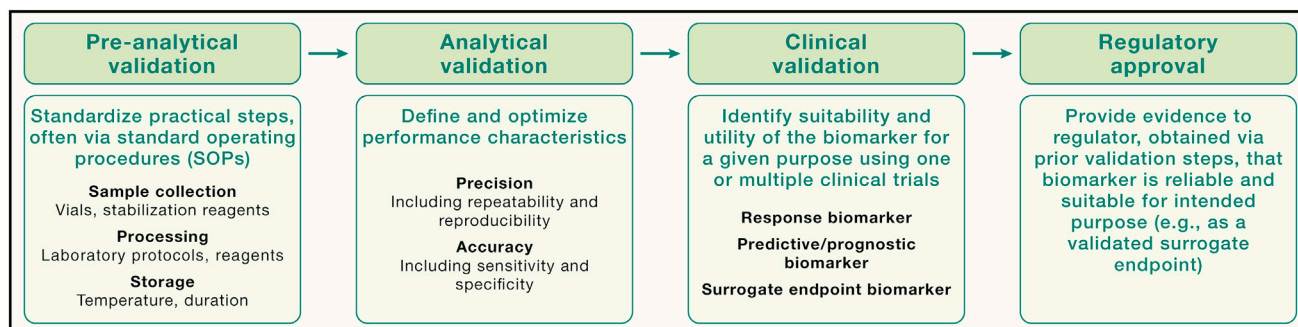 Pre-analytical
validation
Standardize practical steps,
often via standard operating
procedures (SOPs)
Sample collection
Vials, stabilization reagents
Processing
Laboratory protocols, reagents
Storage
Temperature, duration
Analytical
validation
Define and optimize
performance characteristics
Precision
Including repeatability and
reproducibility
Accuracy
Including sensitivity and
specificity
Clinical
validation
Identify suitability and
utility of the biomarker for
a given purpose using one
or multiple clinical trials
Response biomarker
Predictive/prognostic
biomarker
Surrogate endpoint biomarker
Regulatory
approval
Provide evidence to
regulator, obtained via
prior validation steps, that
biomarker is reliable and
suitable for intended
purpose (e.g., as a
validated surrogate
endpoint)